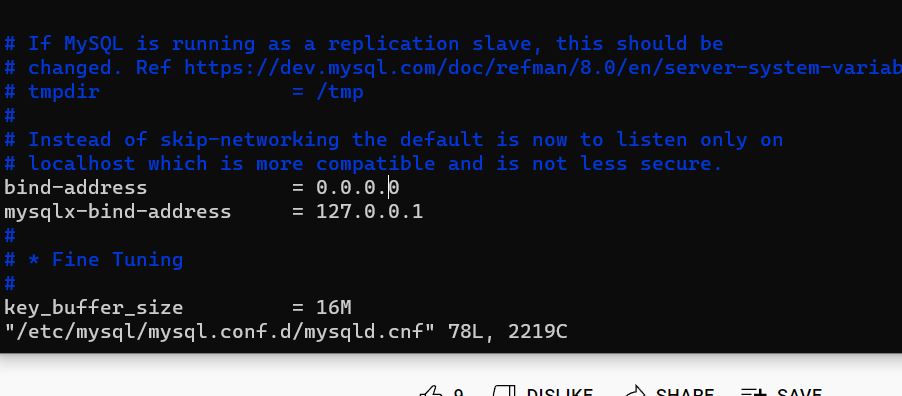 # If MySQL is running as a replication slave, this should be
# changed. Ref https://dev.mysql.com/doc/refman/8.0/en/server-system-variab
# tmpdir = /tmp
#
# Instead of skip-networking the default is now to listen only on
# localhost which is more compatible and is not less secure.
bind-address = 0.0.0.0
mysqlx-bind-address = 127.0.0.1
#
# * Fine Tuning
#
key_buffer_size = 16M
"/etc/mysql/mysql.conf.d/mysqld.cnf" 78L, 2219C
9 DISLIKE SHARE SAVE